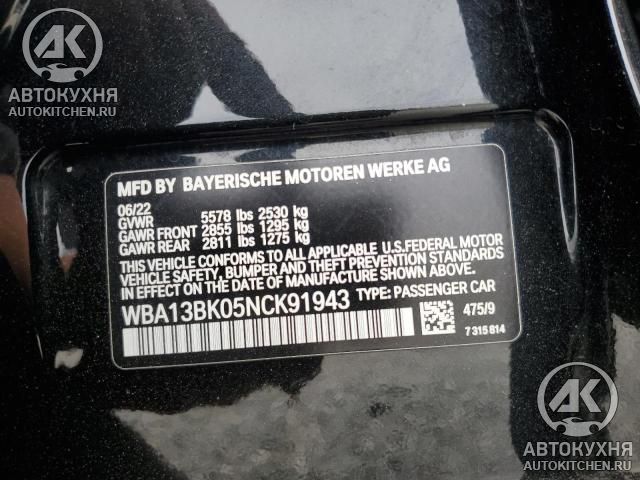 AK
АВТОКУХНЯ
AUTOKITCHEN.RU
MFD BY BAYERISCHE MOTOREN WERKE AG
06/22
GVWR 5578 lbs 2530 kg
GAWR FRONT 2855 lbs 1295 kg
GAWR REAR 2811 lbs 1275 kg
THIS VEHICLE CONFORMS TO ALL APPLICABLE U.S.FEDERAL MOTOR
VEHICLE SAFETY, BUMPER AND THEFT PREVENTION STANDARDS
IN EFFECT ON THE DATE OF MANUFACTURE SHOWN ABOVE.
WBA13BK05NCK91943 TYPE: PASSENGER CAR
475/9
7 315 814
AK
АВТОКУХНЯ
AUTOKITCHEN.RU